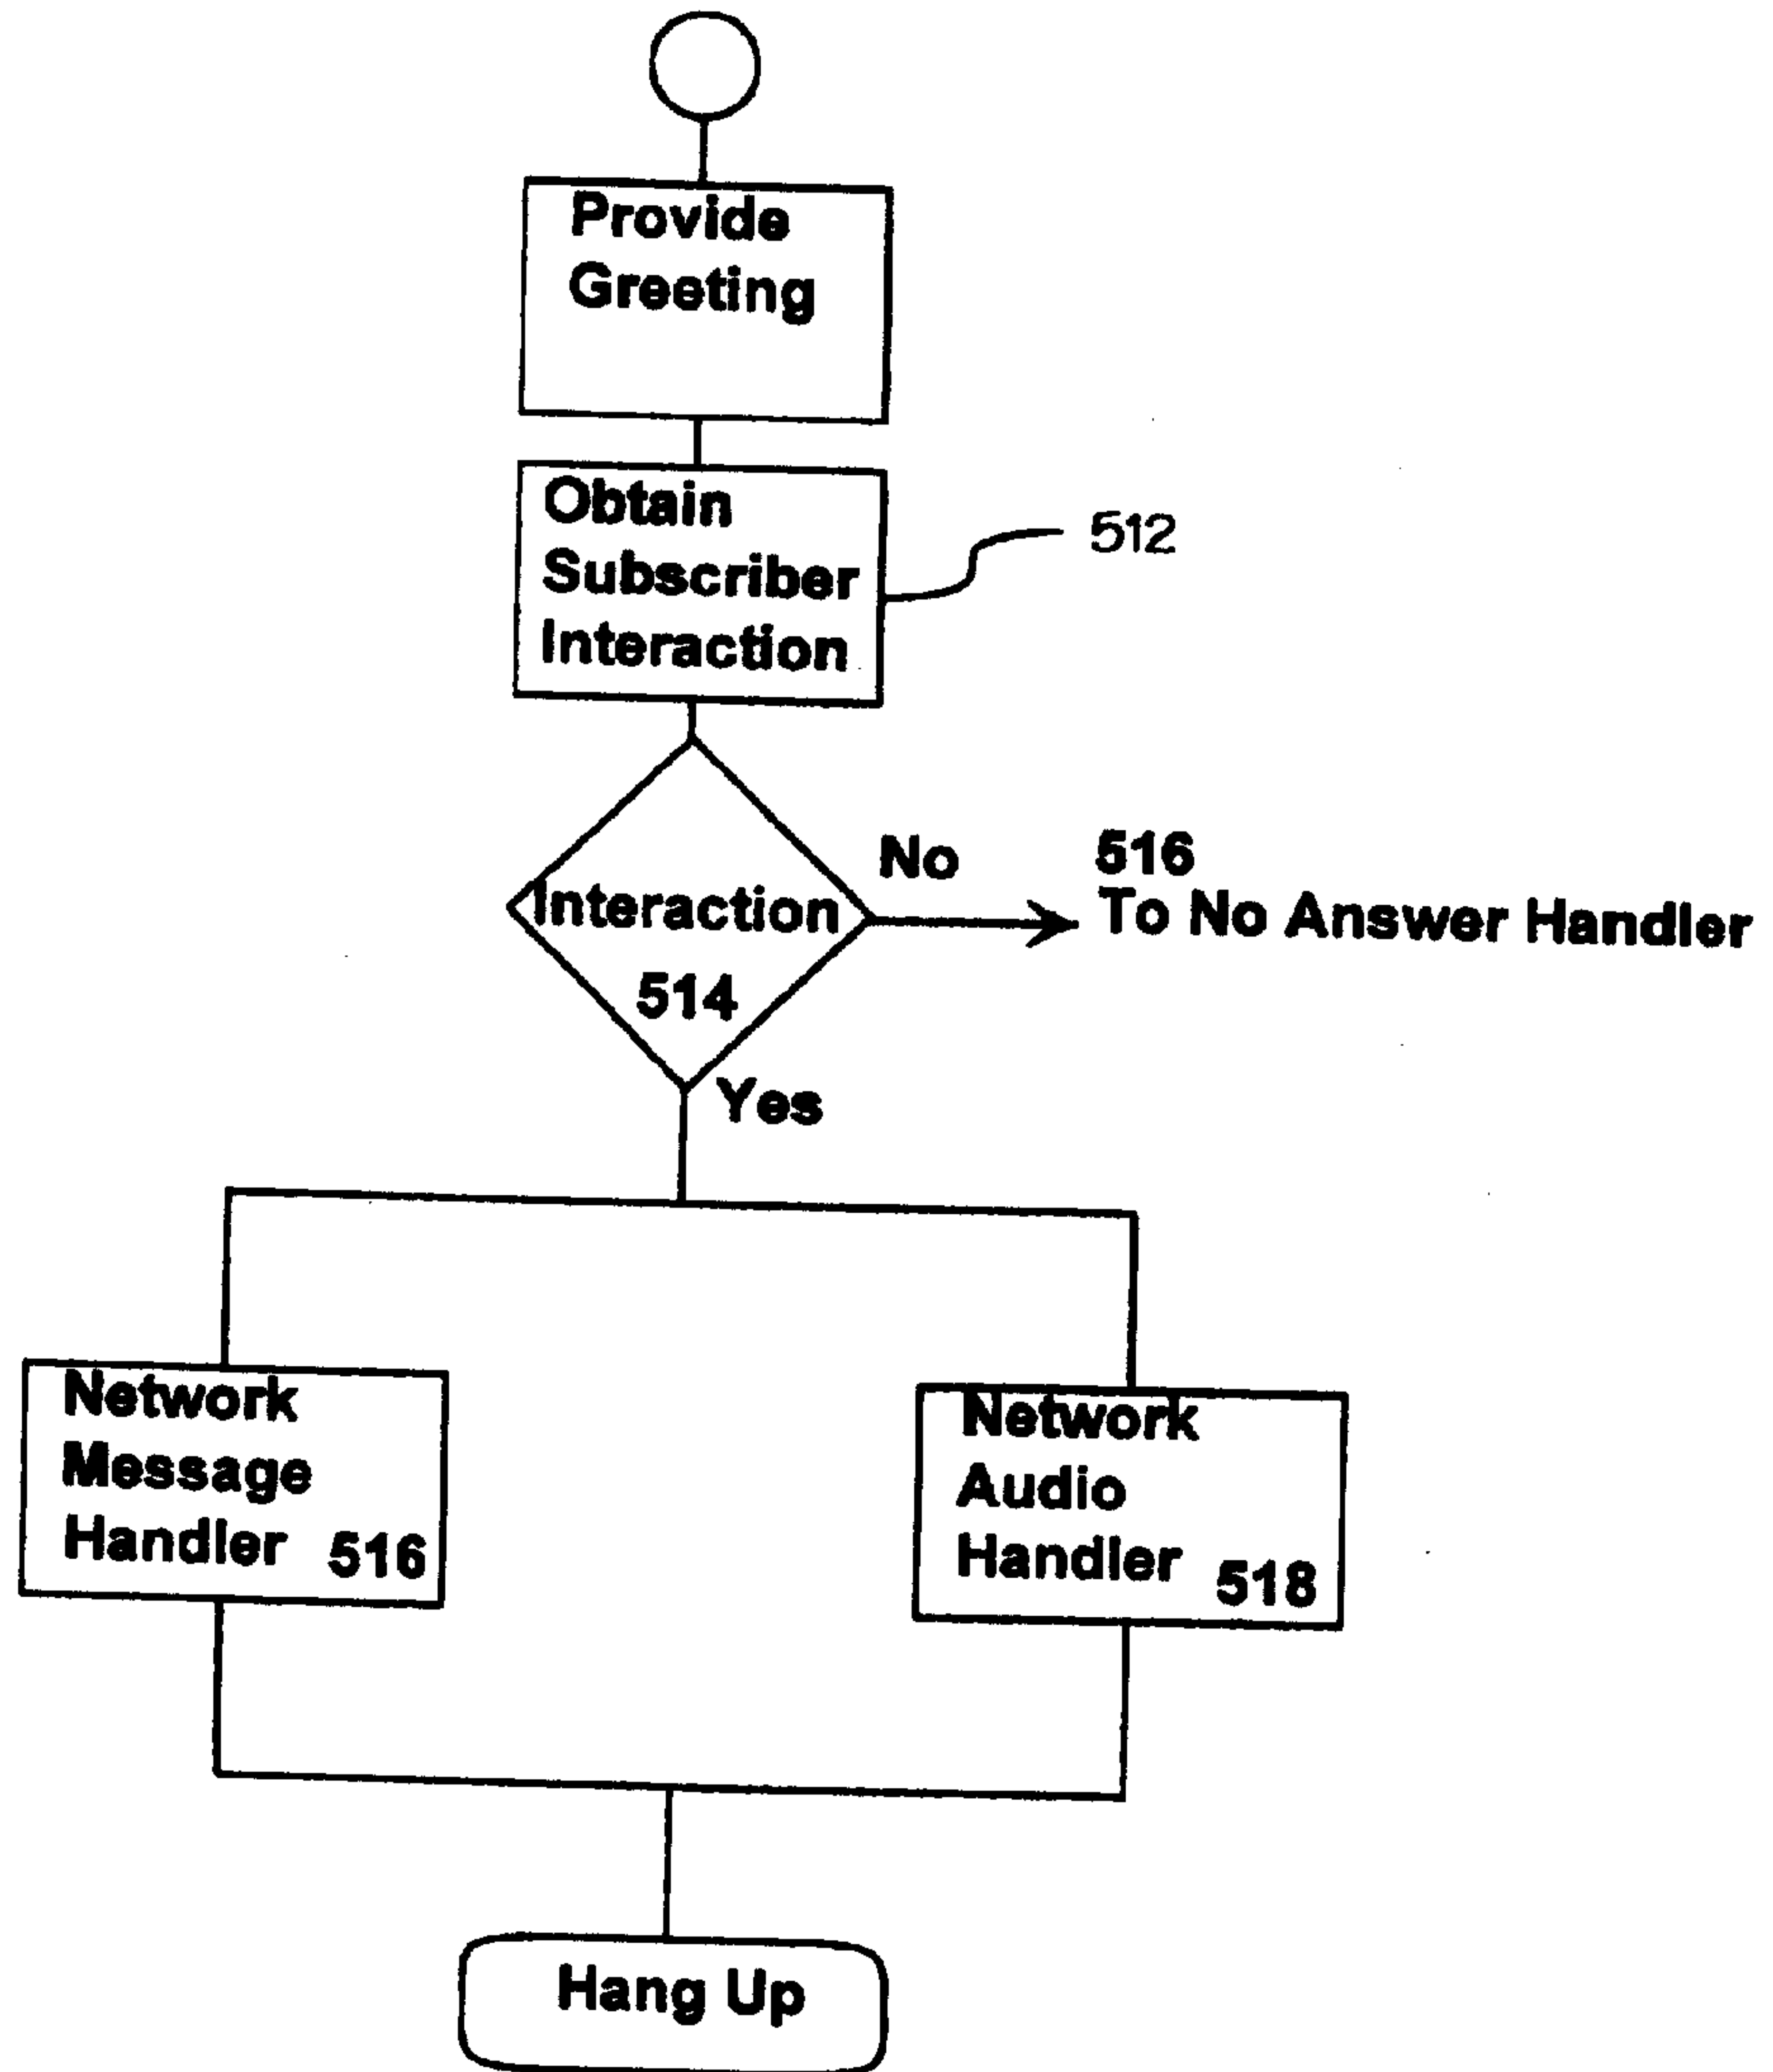 Provide
Greeting
Obtain
Subscriber
Interaction
512
Interaction
514
No
516
To No Answer Handler
Yes
Network
Message
Handler 516
Network
Audio
Handler 518
Hang Up